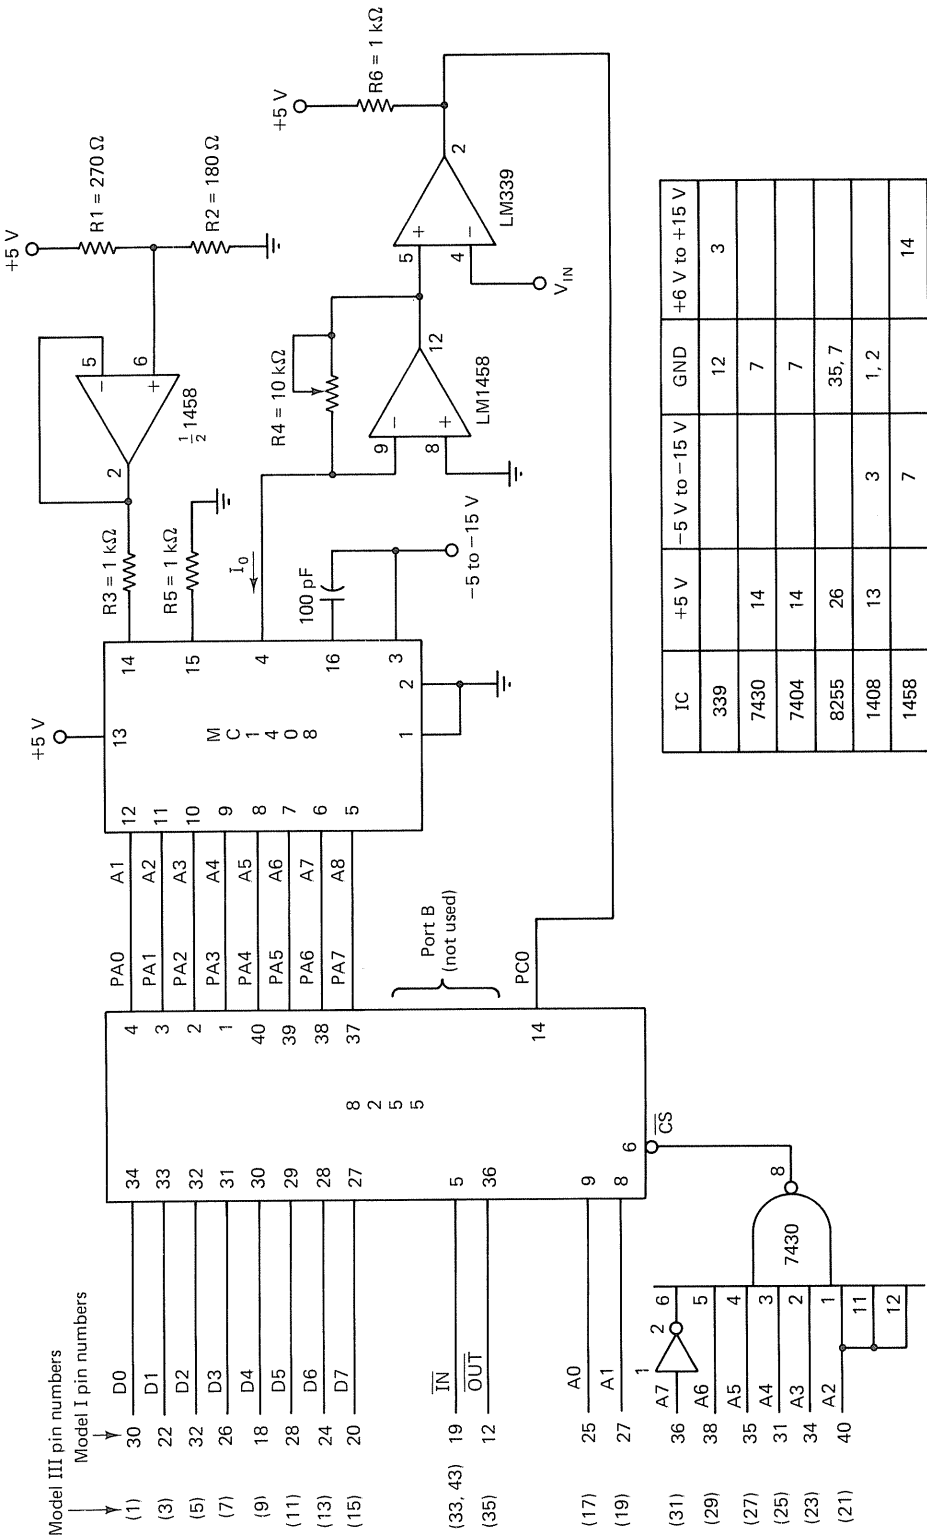 Model III pin numbers
Model I pin numbers
(1) 30 D0 34
(3) 22 D1 33
(5) 32 D2 32
(7) 26 D3 31
(9) 18 D4 30
(11) 28 D5 29
(13) 24 D6 28
(15) 20 D7 27
(33, 43) 19 IN 5
(35) 12 OUT 36
(17) 25 A0 9
(19) 27 A1 8
(31) 36 A7 1 2 6
(29) 38 A6 5
(27) 35 A5 4
(25) 31 A4 3
(23) 34 A3 2
(21) 40 A2 1
11
12
7430
8
6 CS
8255
4 PA0 A1 12
3 PA1 A2 11
2 PA2 A3 10
1 PA3 A4 9
40 PA4 A5 8
39 PA5 A6 7
38 PA6 A7 6
37 PA7 A8 5
Port B
(not used)
14 PC0
+5 V
13
MC1408
1
2
14 R3 = 1 kΩ
15 R5 = 1 kΩ
4 I0
16 100 pF
3
−5 to −15 V
2
5 −
6 +
½ 1458
+5 V
R1 = 270 Ω
R2 = 180 Ω
R4 = 10 kΩ
9 −
8 +
12
LM1458
5 +
4 −
2
LM339
VIN
+5 V
R6 = 1 kΩ
IC +5 V −5 V to −15 V GND +6 V to +15 V
339 12 3
7430 14 7
7404 14 7
8255 26 35, 7
1408 13 3 1, 2
1458 7 14